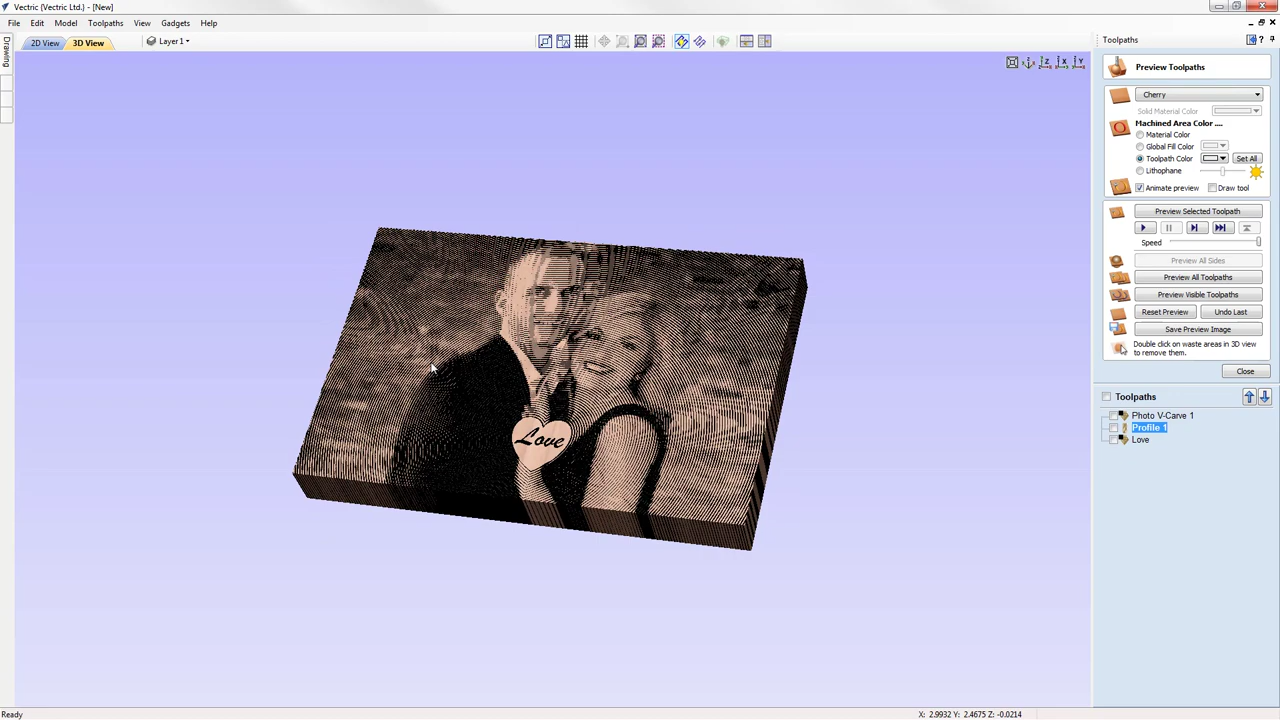 Vectric {Vectric Ltd.} - [New]
File Edit Model Toolpaths View Gadgets Help
2D View 3D View Layer 1
Drawing
Toolpaths
Preview Toolpaths
Cherry
Solid Material Color
Machined Area Color ....
Material Color
Global Fill Color
Toolpath Color Set All
Lithophane
Animate preview Draw tool
Preview Selected Toolpath
Speed
Preview All Sides
Preview All Toolpaths
Preview Visible Toolpaths
Reset Preview Undo Last
Save Preview Image
Double click on waste areas in 3D view
to remove them.
Close
Toolpaths
Photo V-Carve 1
Profile 1
Love
Love
Ready X: 2.9932 Y: 2.4675 Z: -0.0214